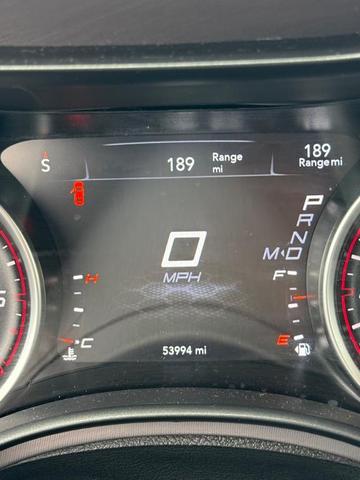 S
189 Range mi
189
Range mi
P
R
N
M D
0
MPH
H
C
F
E
53994 mi